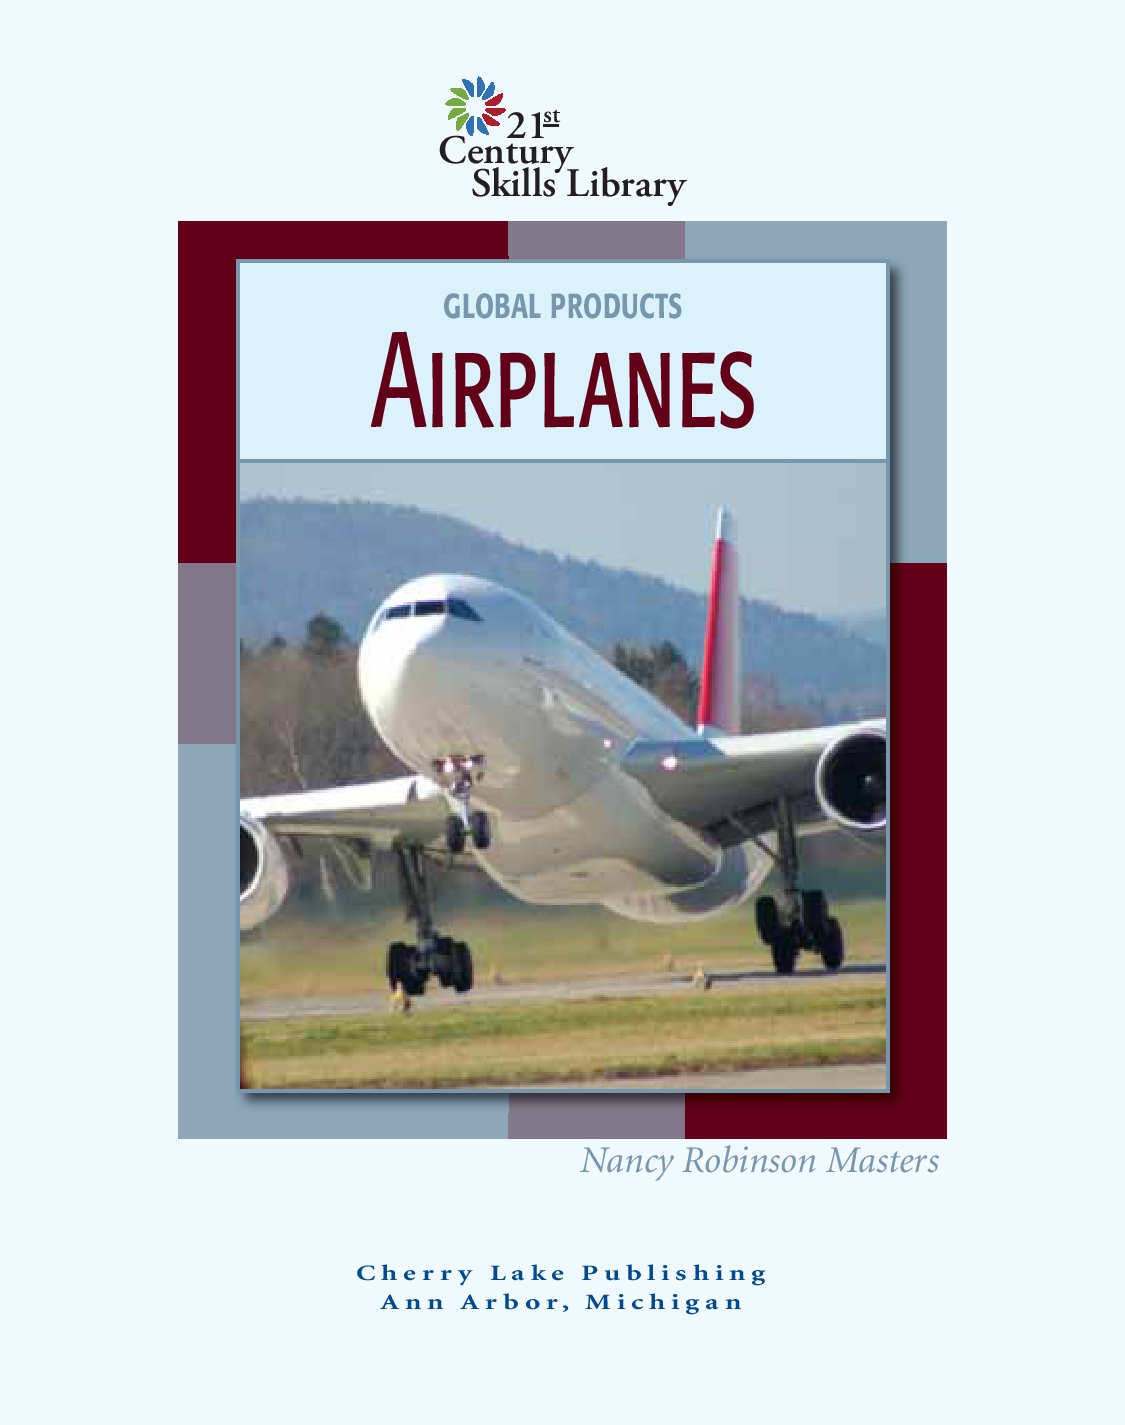 21st
Century
Skills Library
GLOBAL PRODUCTS
AIRPLANES
Nancy Robinson Masters
Cherry Lake Publishing
Ann Arbor, Michigan